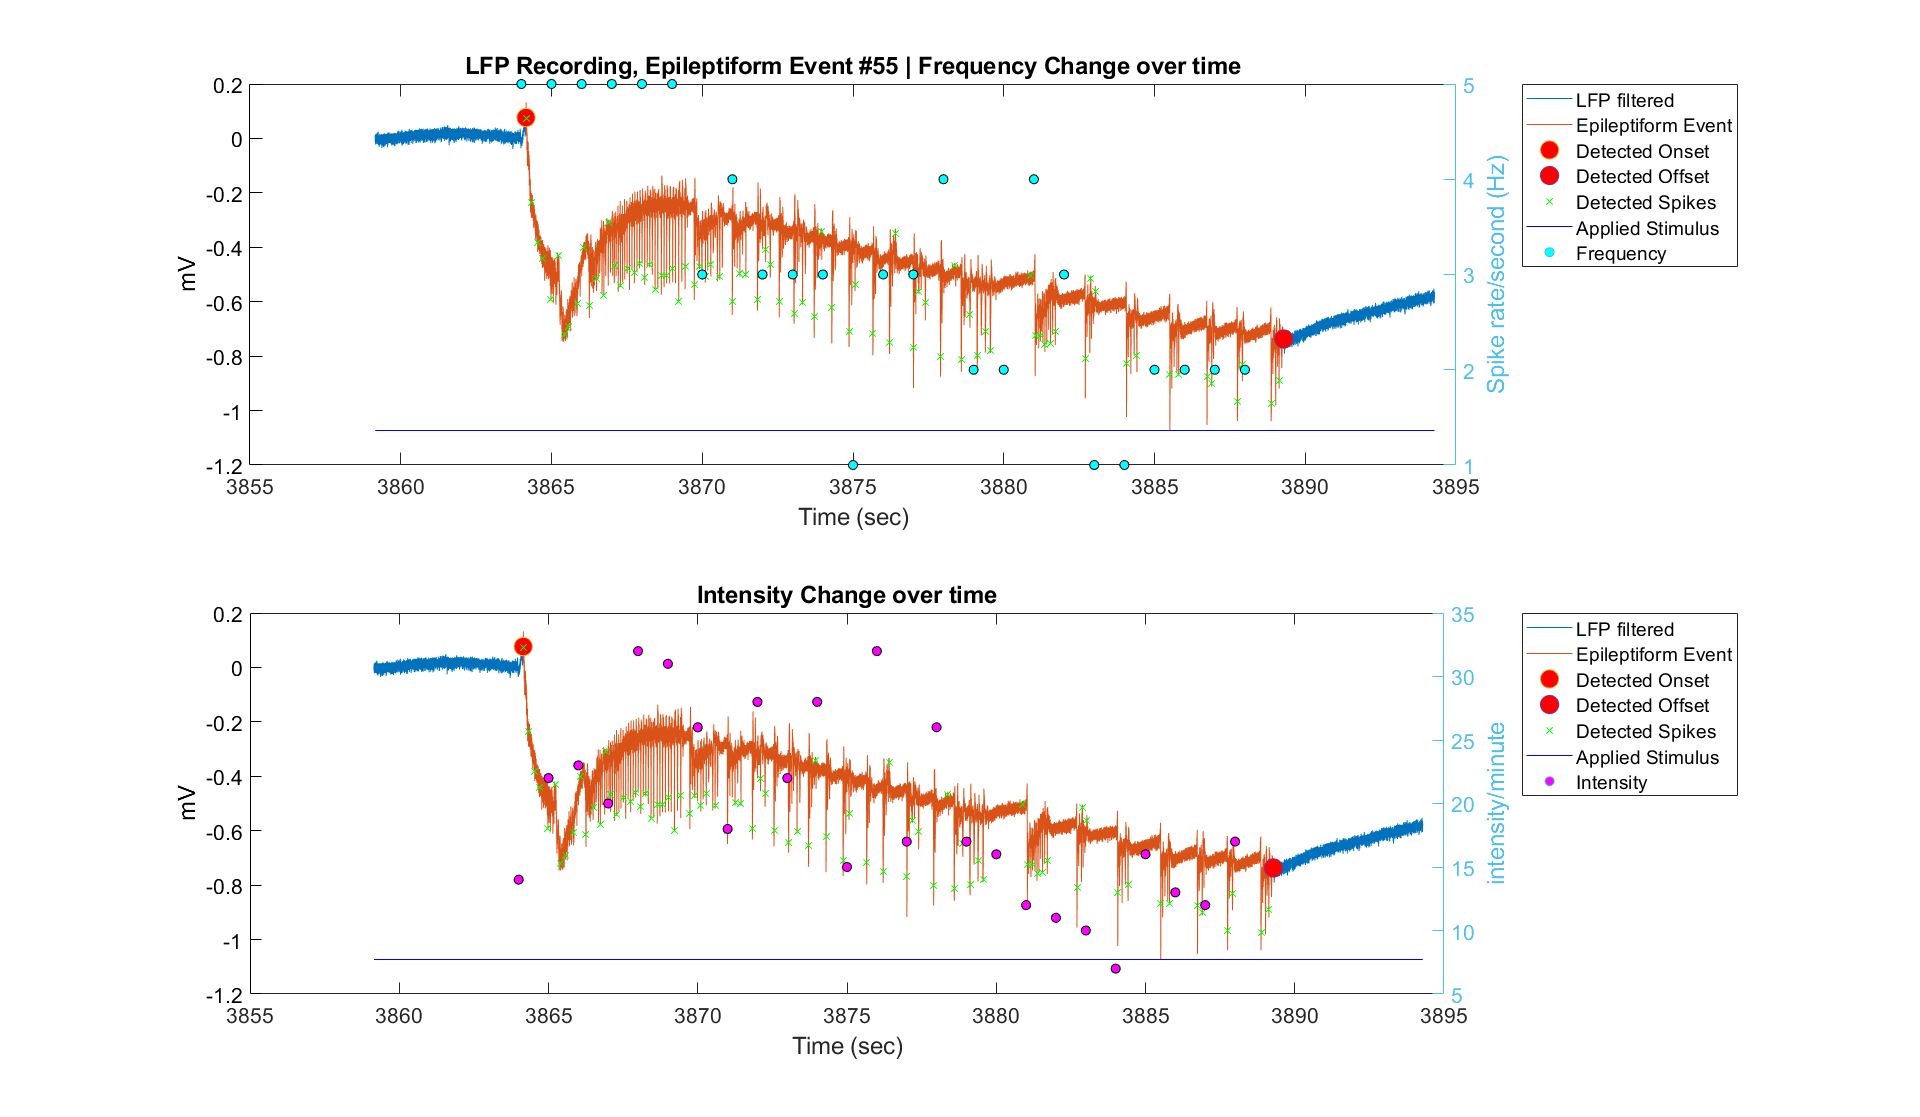 LFP Recording, Epileptiform Event #55 | Frequency Change over time
0.2
0
-0.2
-0.4
-0.6
-0.8
-1
-1.2
mV
3855 3860 3865 3870 3875 3880 3885 3890 3895
Time (sec)
5
4
3
2
1
Spike rate/second (Hz)
LFP filtered
Epileptiform Event
Detected Onset
Detected Offset
Detected Spikes
Applied Stimulus
Frequency
Intensity Change over time
0.2
0
-0.2
-0.4
-0.6
-0.8
-1
-1.2
mV
3855 3860 3865 3870 3875 3880 3885 3890 3895
Time (sec)
35
30
25
20
15
10
5
intensity/minute
LFP filtered
Epileptiform Event
Detected Onset
Detected Offset
Detected Spikes
Applied Stimulus
Intensity